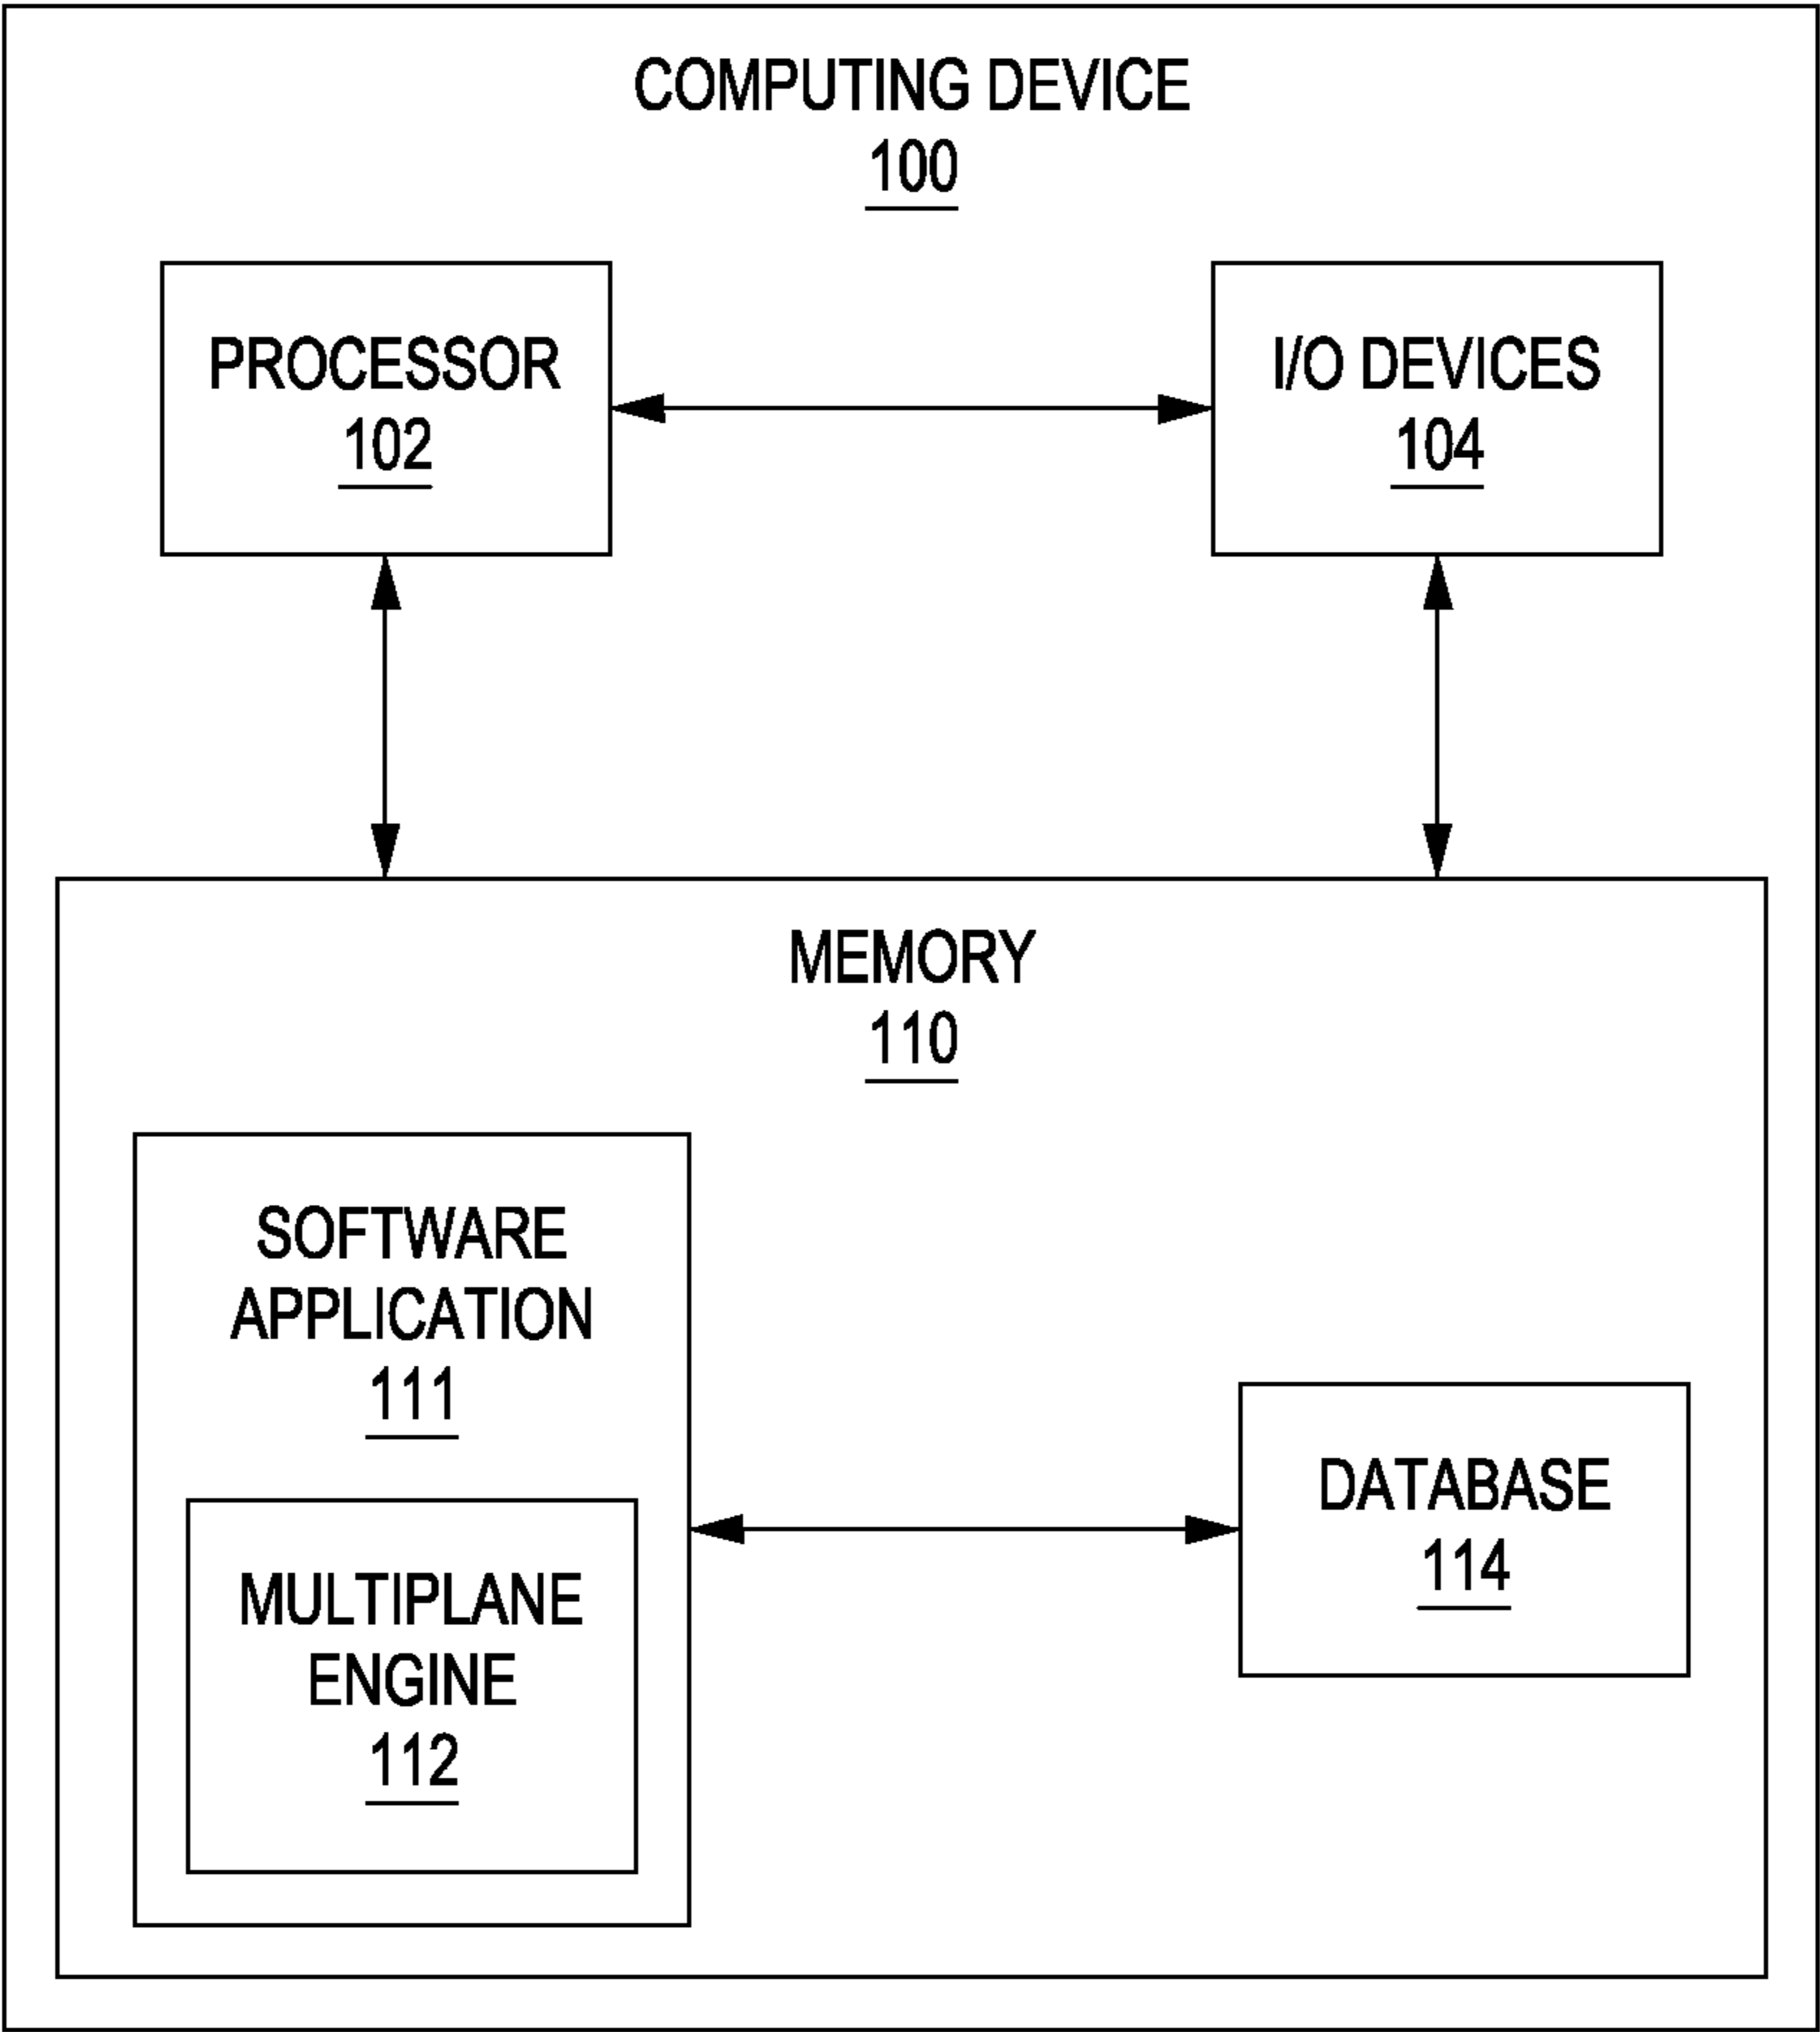 COMPUTING DEVICE
100
PROCESSOR
102
I/O DEVICES
104
MEMORY
110
SOFTWARE
APPLICATION
111
MULTIPLANE
ENGINE
112
DATABASE
114